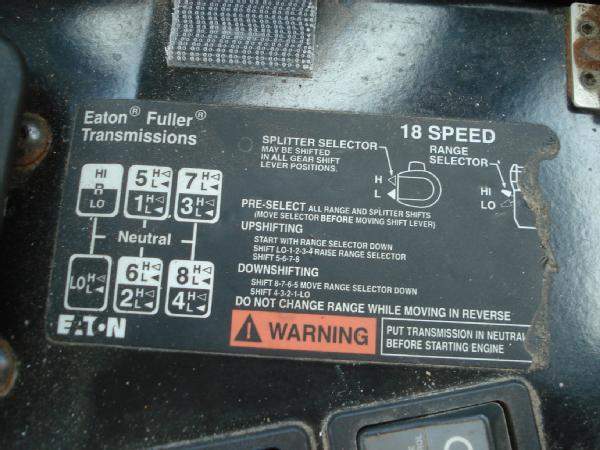 Eaton® Fuller®
Transmissions
18 SPEED
SPLITTER SELECTOR
MAY BE SHIFTED
IN ALL GEAR SHIFT
LEVER POSITIONS.
H
L
RANGE
SELECTOR
HI
LO
HI
R
LO
5 H
L
1 H
L
7 H
L
3 H
L
Neutral
LO H
L
6 H
L
2 H
L
8 H
L
4 H
L
PRE-SELECT ALL RANGE AND SPLITTER SHIFTS
(MOVE SELECTOR BEFORE MOVING SHIFT LEVER)
UPSHIFTING
START WITH RANGE SELECTOR DOWN
SHIFT LO-1-2-3-4 RAISE RANGE SELECTOR
SHIFT 5-6-7-8
DOWNSHIFTING
SHIFT 8-7-6-5 MOVE RANGE SELECTOR DOWN
SHIFT 4-3-2-1-LO
DO NOT CHANGE RANGE WHILE MOVING IN REVERSE
EATON
WARNING
PUT TRANSMISSION IN NEUTRAL
BEFORE STARTING ENGINE